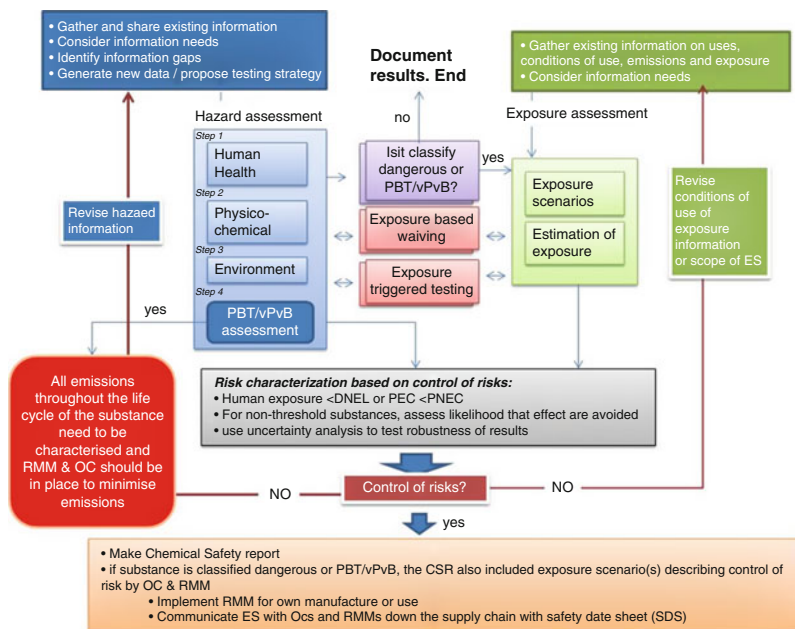 • Gather and share existing information
• Consider information needs
• Identify information gaps
• Generate new data / propose testing strategy
Document
results. End
• Gather existing information on uses,
conditions of use, emissions and exposure
• Consider information needs
no
Hazard assessment
Exposure assessment
Step 1
Human
Health
Step 2
Physico-
chemical
Step 3
Environment
Step 4
PBT/vPvB
assessment
Isit classify
dangerous or
PBT/vPvB?
yes
Exposure based
waiving
Exposure
triggered testing
Exposure
scenarios
Estimation of
exposure
Revise hazaed
information
Revise
conditions of
use of
exposure
information
or scope of ES
yes
All emissions
throughout the life
cycle of the substance
need to be
characterised and
RMM & OC should be
in place to minimise
emissions
Risk characterization based on control of risks:
• Human exposure <DNEL or PEC <PNEC
• For non-threshold substances, assess likelihood that effect are avoided
• use uncertainty analysis to test robustness of results
NO
Control of risks?
NO
yes
• Make Chemical Safety report
• if substance is classified dangerous or PBT/vPvB, the CSR also included exposure scenario(s) describing control of
risk by OC & RMM
• Implement RMM for own manufacture or use
• Communicate ES with Ocs and RMMs down the supply chain with safety date sheet (SDS)